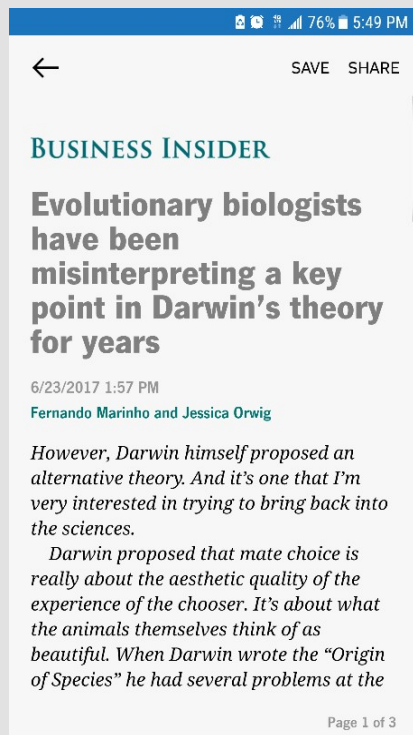 76% 5:49 PM
SAVE SHARE
BUSINESS INSIDER
Evolutionary biologists
have been
misinterpreting a key
point in Darwin’s theory
for years
6/23/2017 1:57 PM
Fernando Marinho and Jessica Orwig
However, Darwin himself proposed an
alternative theory. And it’s one that I’m
very interested in trying to bring back into
the sciences.
Darwin proposed that mate choice is
really about the aesthetic quality of the
experience of the chooser. It’s about what
the animals themselves think of as
beautiful. When Darwin wrote the “Origin
of Species” he had several problems at the
Page 1 of 3